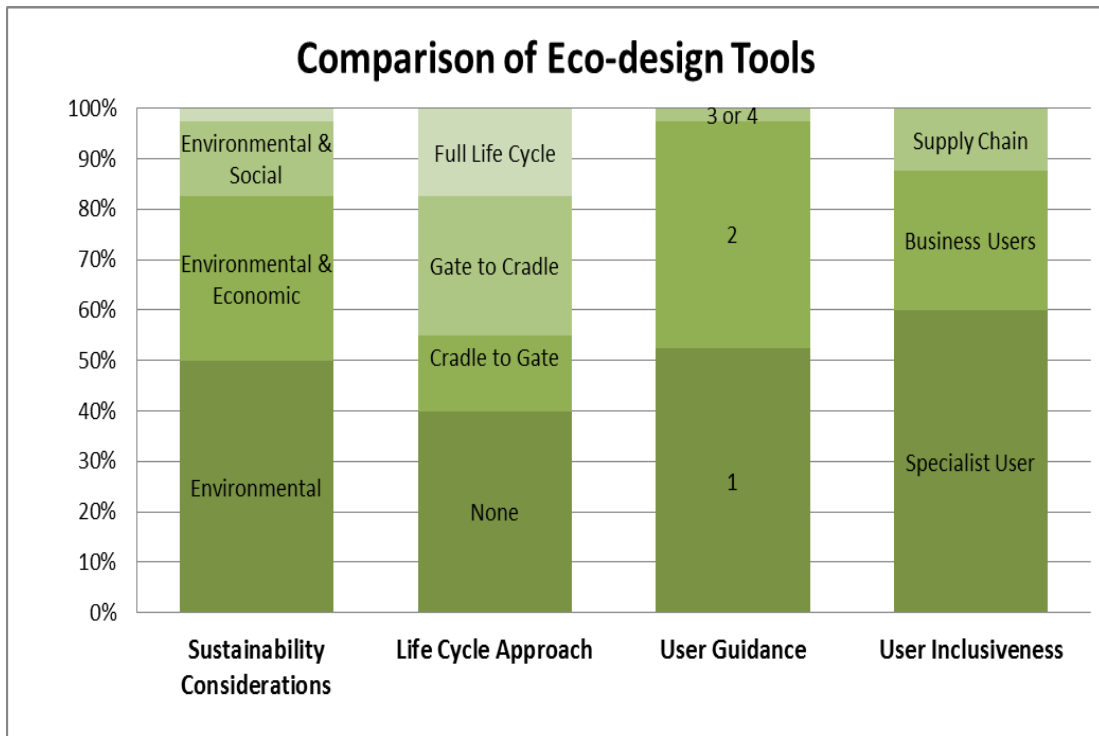 Comparison of Eco-design Tools
100%
90%
80%
70%
60%
50%
40%
30%
20%
10%
0%
Environmental &
Social
Environmental &
Economic
Environmental
Full Life Cycle
Gate to Cradle
Cradle to Gate
None
3 or 4
2
1
Supply Chain
Business Users
Specialist User
Sustainability
Considerations
Life Cycle Approach
User Guidance
User Inclusiveness